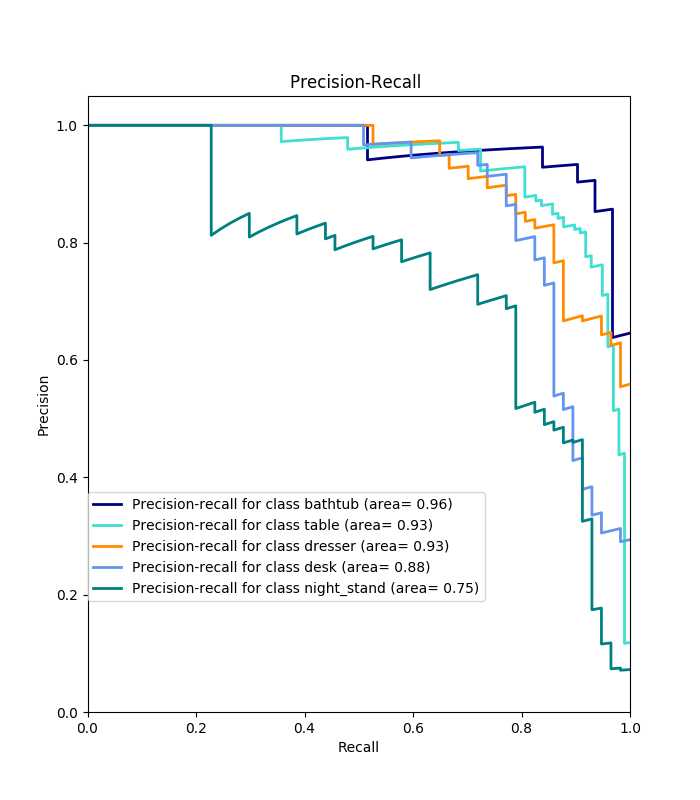 Precision-Recall
1.0
0.8
0.6
0.4
0.2
0.0
Precision
Precision-recall for class bathtub (area= 0.96)
Precision-recall for class table (area= 0.93)
Precision-recall for class dresser (area= 0.93)
Precision-recall for class desk (area= 0.88)
Precision-recall for class night_stand (area= 0.75)
0.0 0.2 0.4 0.6 0.8 1.0
Recall